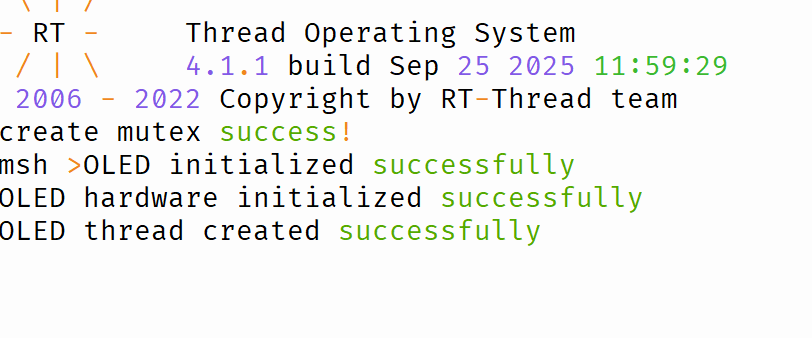 \ | /
- RT -     Thread Operating System
/ | \     4.1.1 build Sep 25 2025 11:59:29
2006 - 2022 Copyright by RT-Thread team
create mutex success!
msh >OLED initialized successfully
OLED hardware initialized successfully
OLED thread created successfully